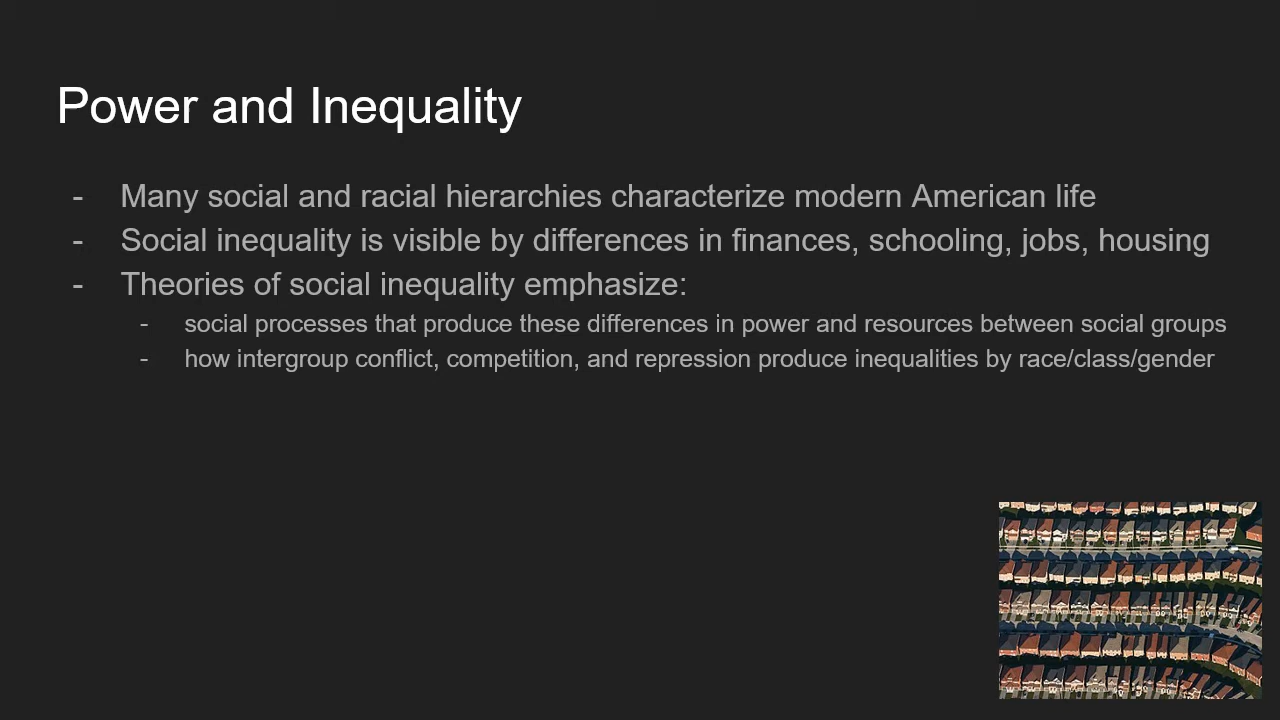 Power and Inequality
- Many social and racial hierarchies characterize modern American life
- Social inequality is visible by differences in finances, schooling, jobs, housing
- Theories of social inequality emphasize:
- social processes that produce these differences in power and resources between social groups
- how intergroup conflict, competition, and repression produce inequalities by race/class/gender